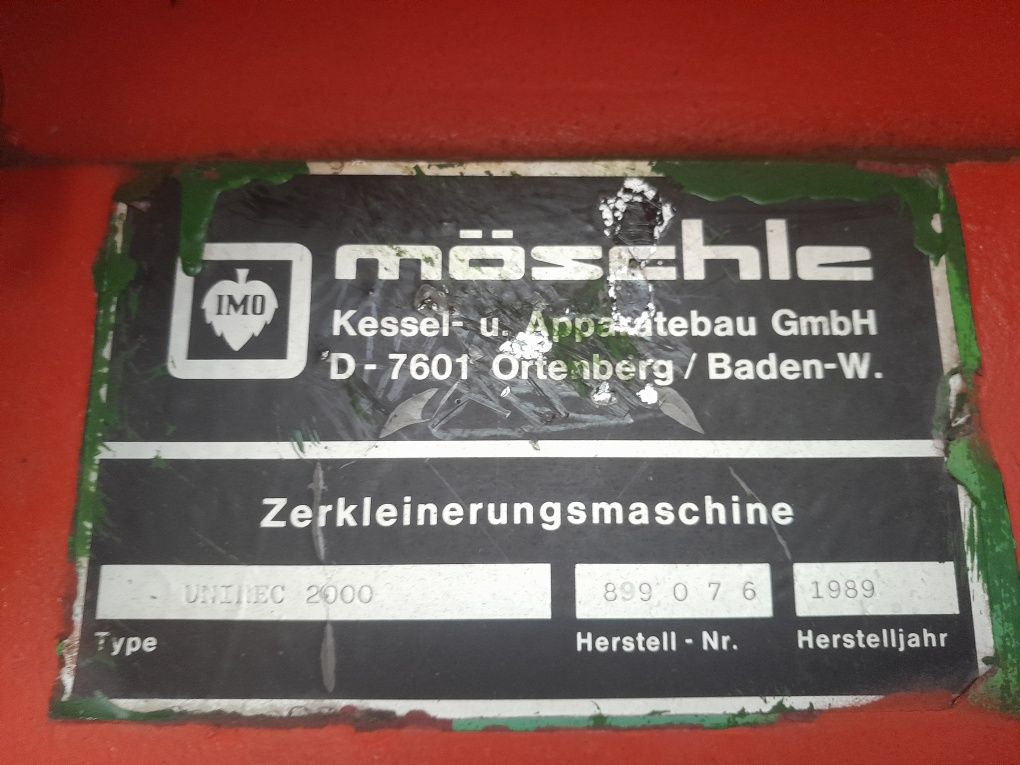 IMO
möschle
Kessel- u. Apparatebau GmbH
D - 7601 Ortenberg / Baden-W.
Zerkleinerungsmaschine
2000 899 0 7 6 1989
Type Herstell - Nr. Herstelljahr